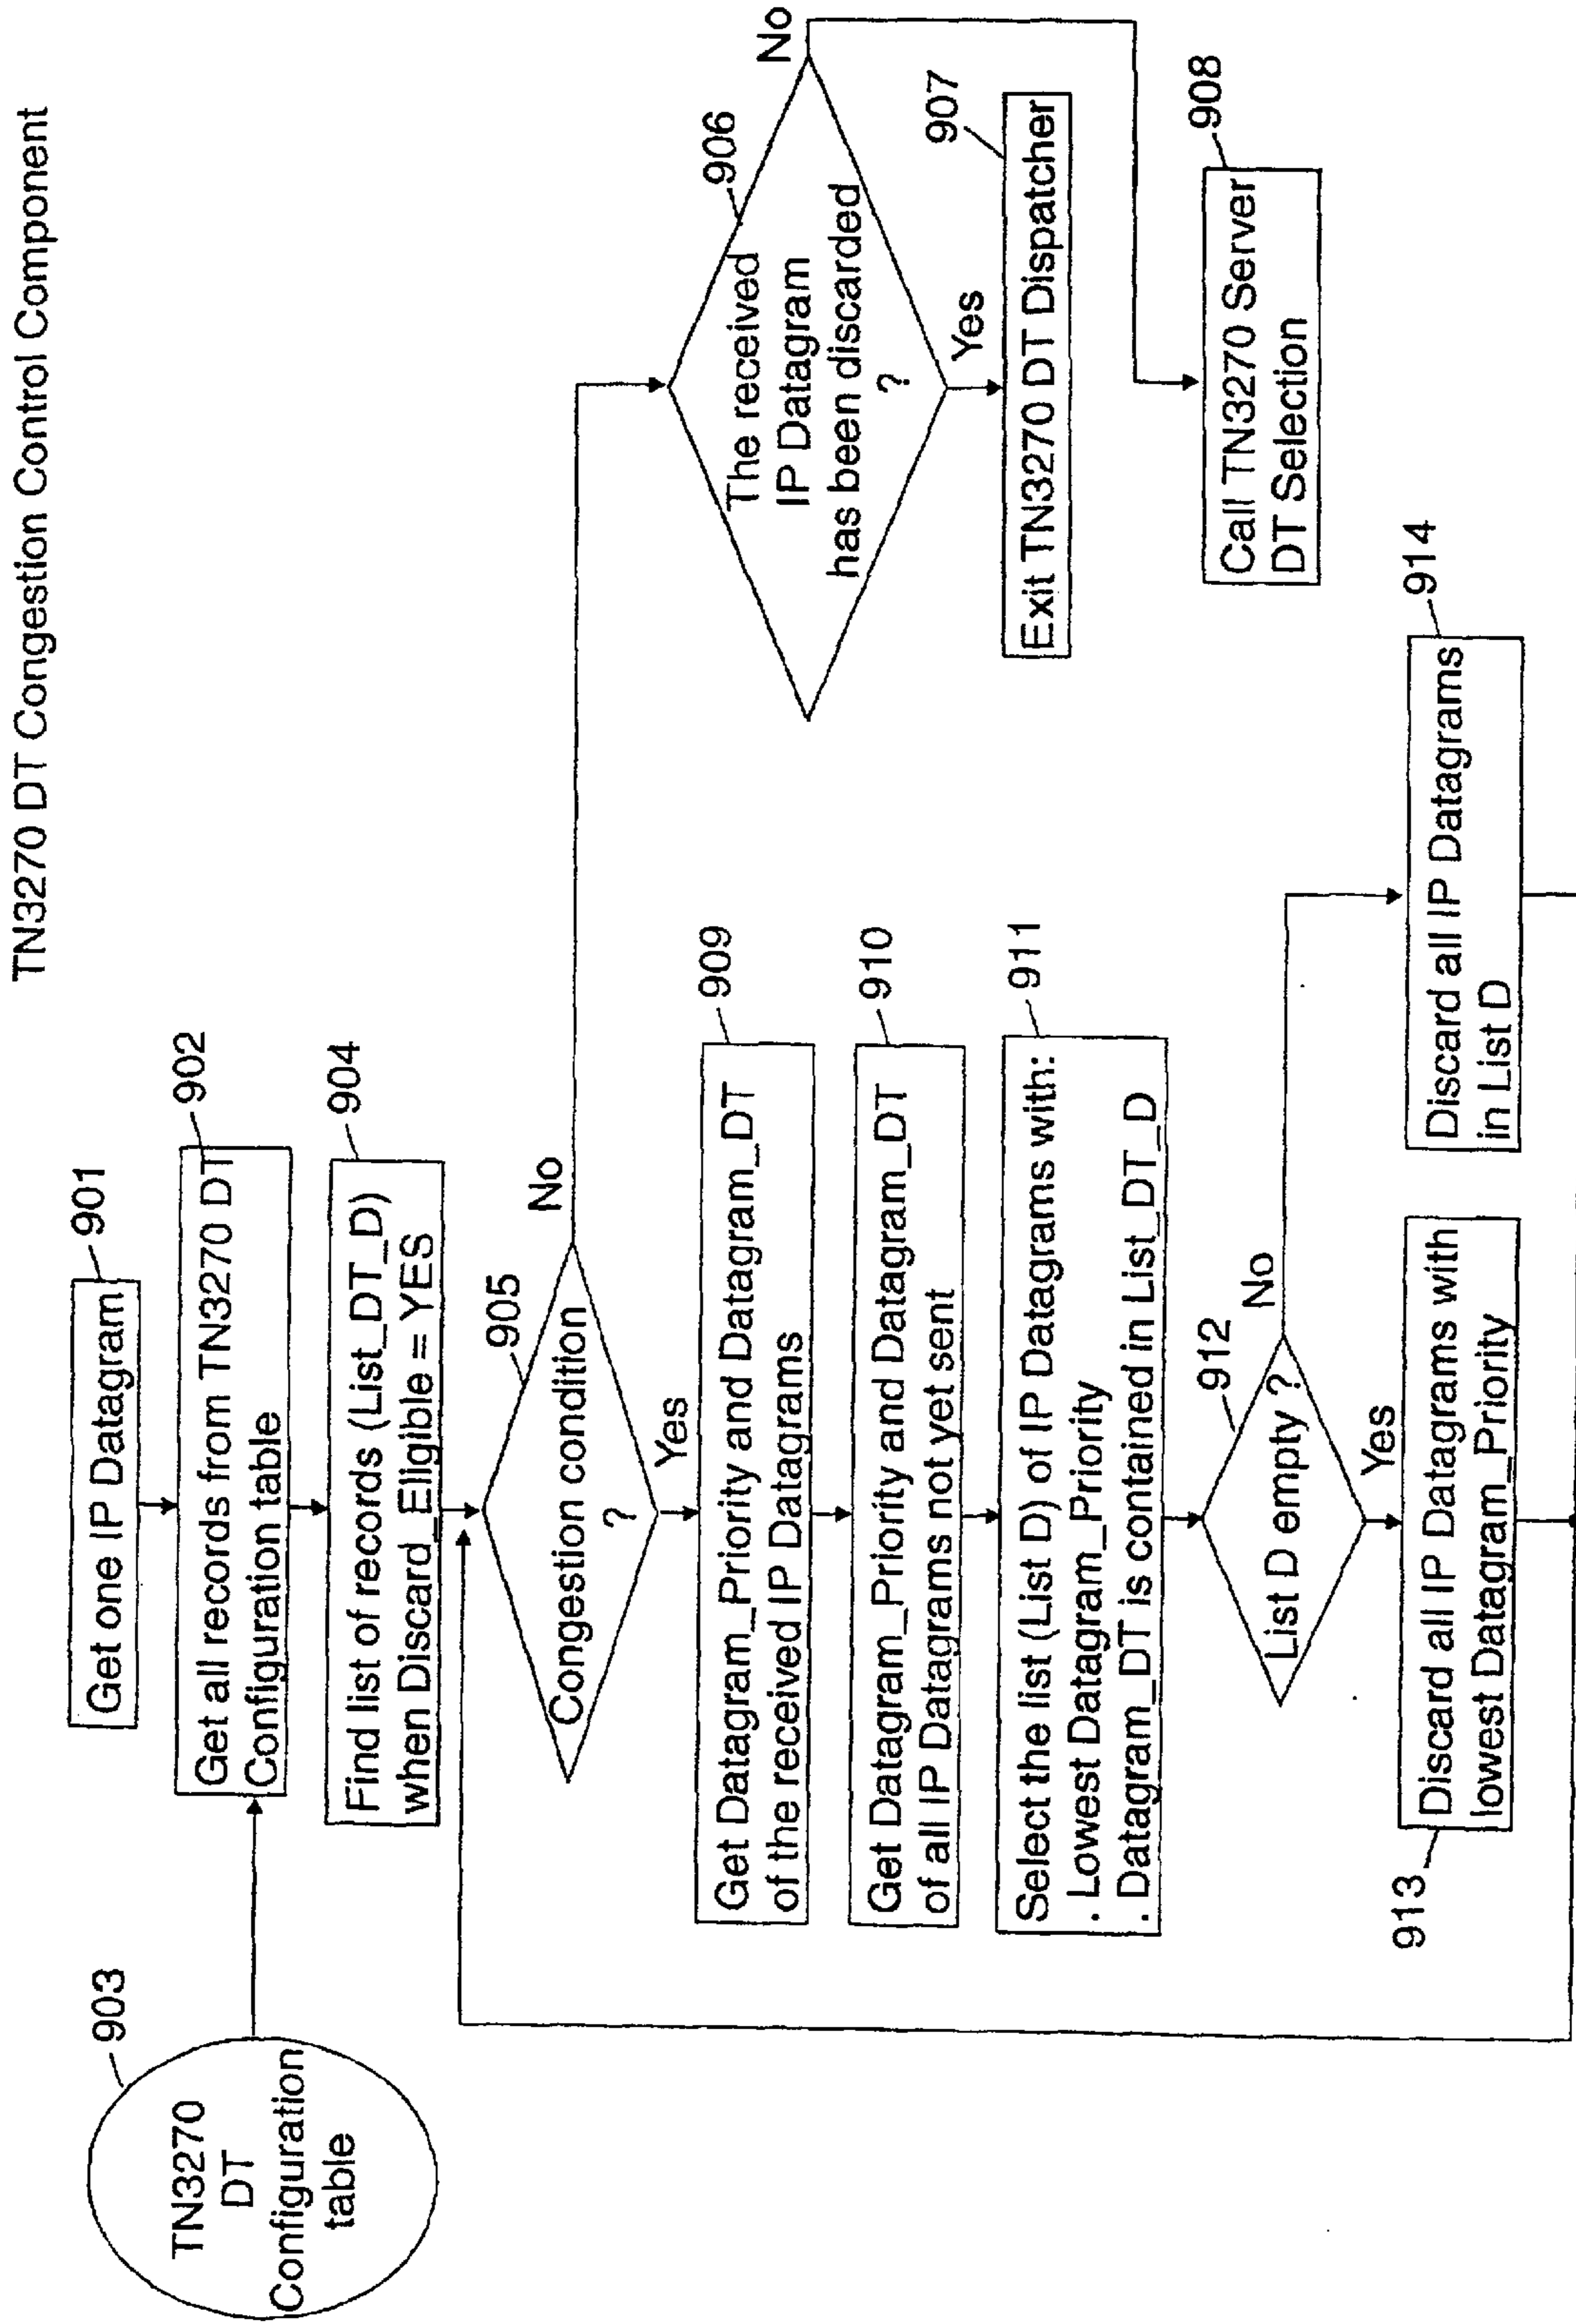 TN3270 DT Congestion Control Component
901
Get one IP Datagram
902
Get all records from TN3270 DT
Configuration table
903
TN3270
DT
Configuration
table
904
Find list of records (List_DT_D)
when Discard_Eligible = YES
905
Congestion condition
?
No
Yes
906
The received
IP Datagram
has been discarded
?
No
Yes
907
Exit TN3270 DT Dispatcher
908
Call TN3270 Server
DT Selection
909
Get Datagram_Priority and Datagram_DT
of the received IP Datagrams
910
Get Datagram_Priority and Datagram_DT
of all IP Datagrams not yet sent
911
Select the list (List D) of IP Datagrams with:
. Lowest Datagram_Priority
. Datagram_DT is contained in List_DT_D
912
List D empty ?
No
Yes
913
Discard all IP Datagrams with
lowest Datagram_Priority
914
Discard all IP Datagrams
in List D